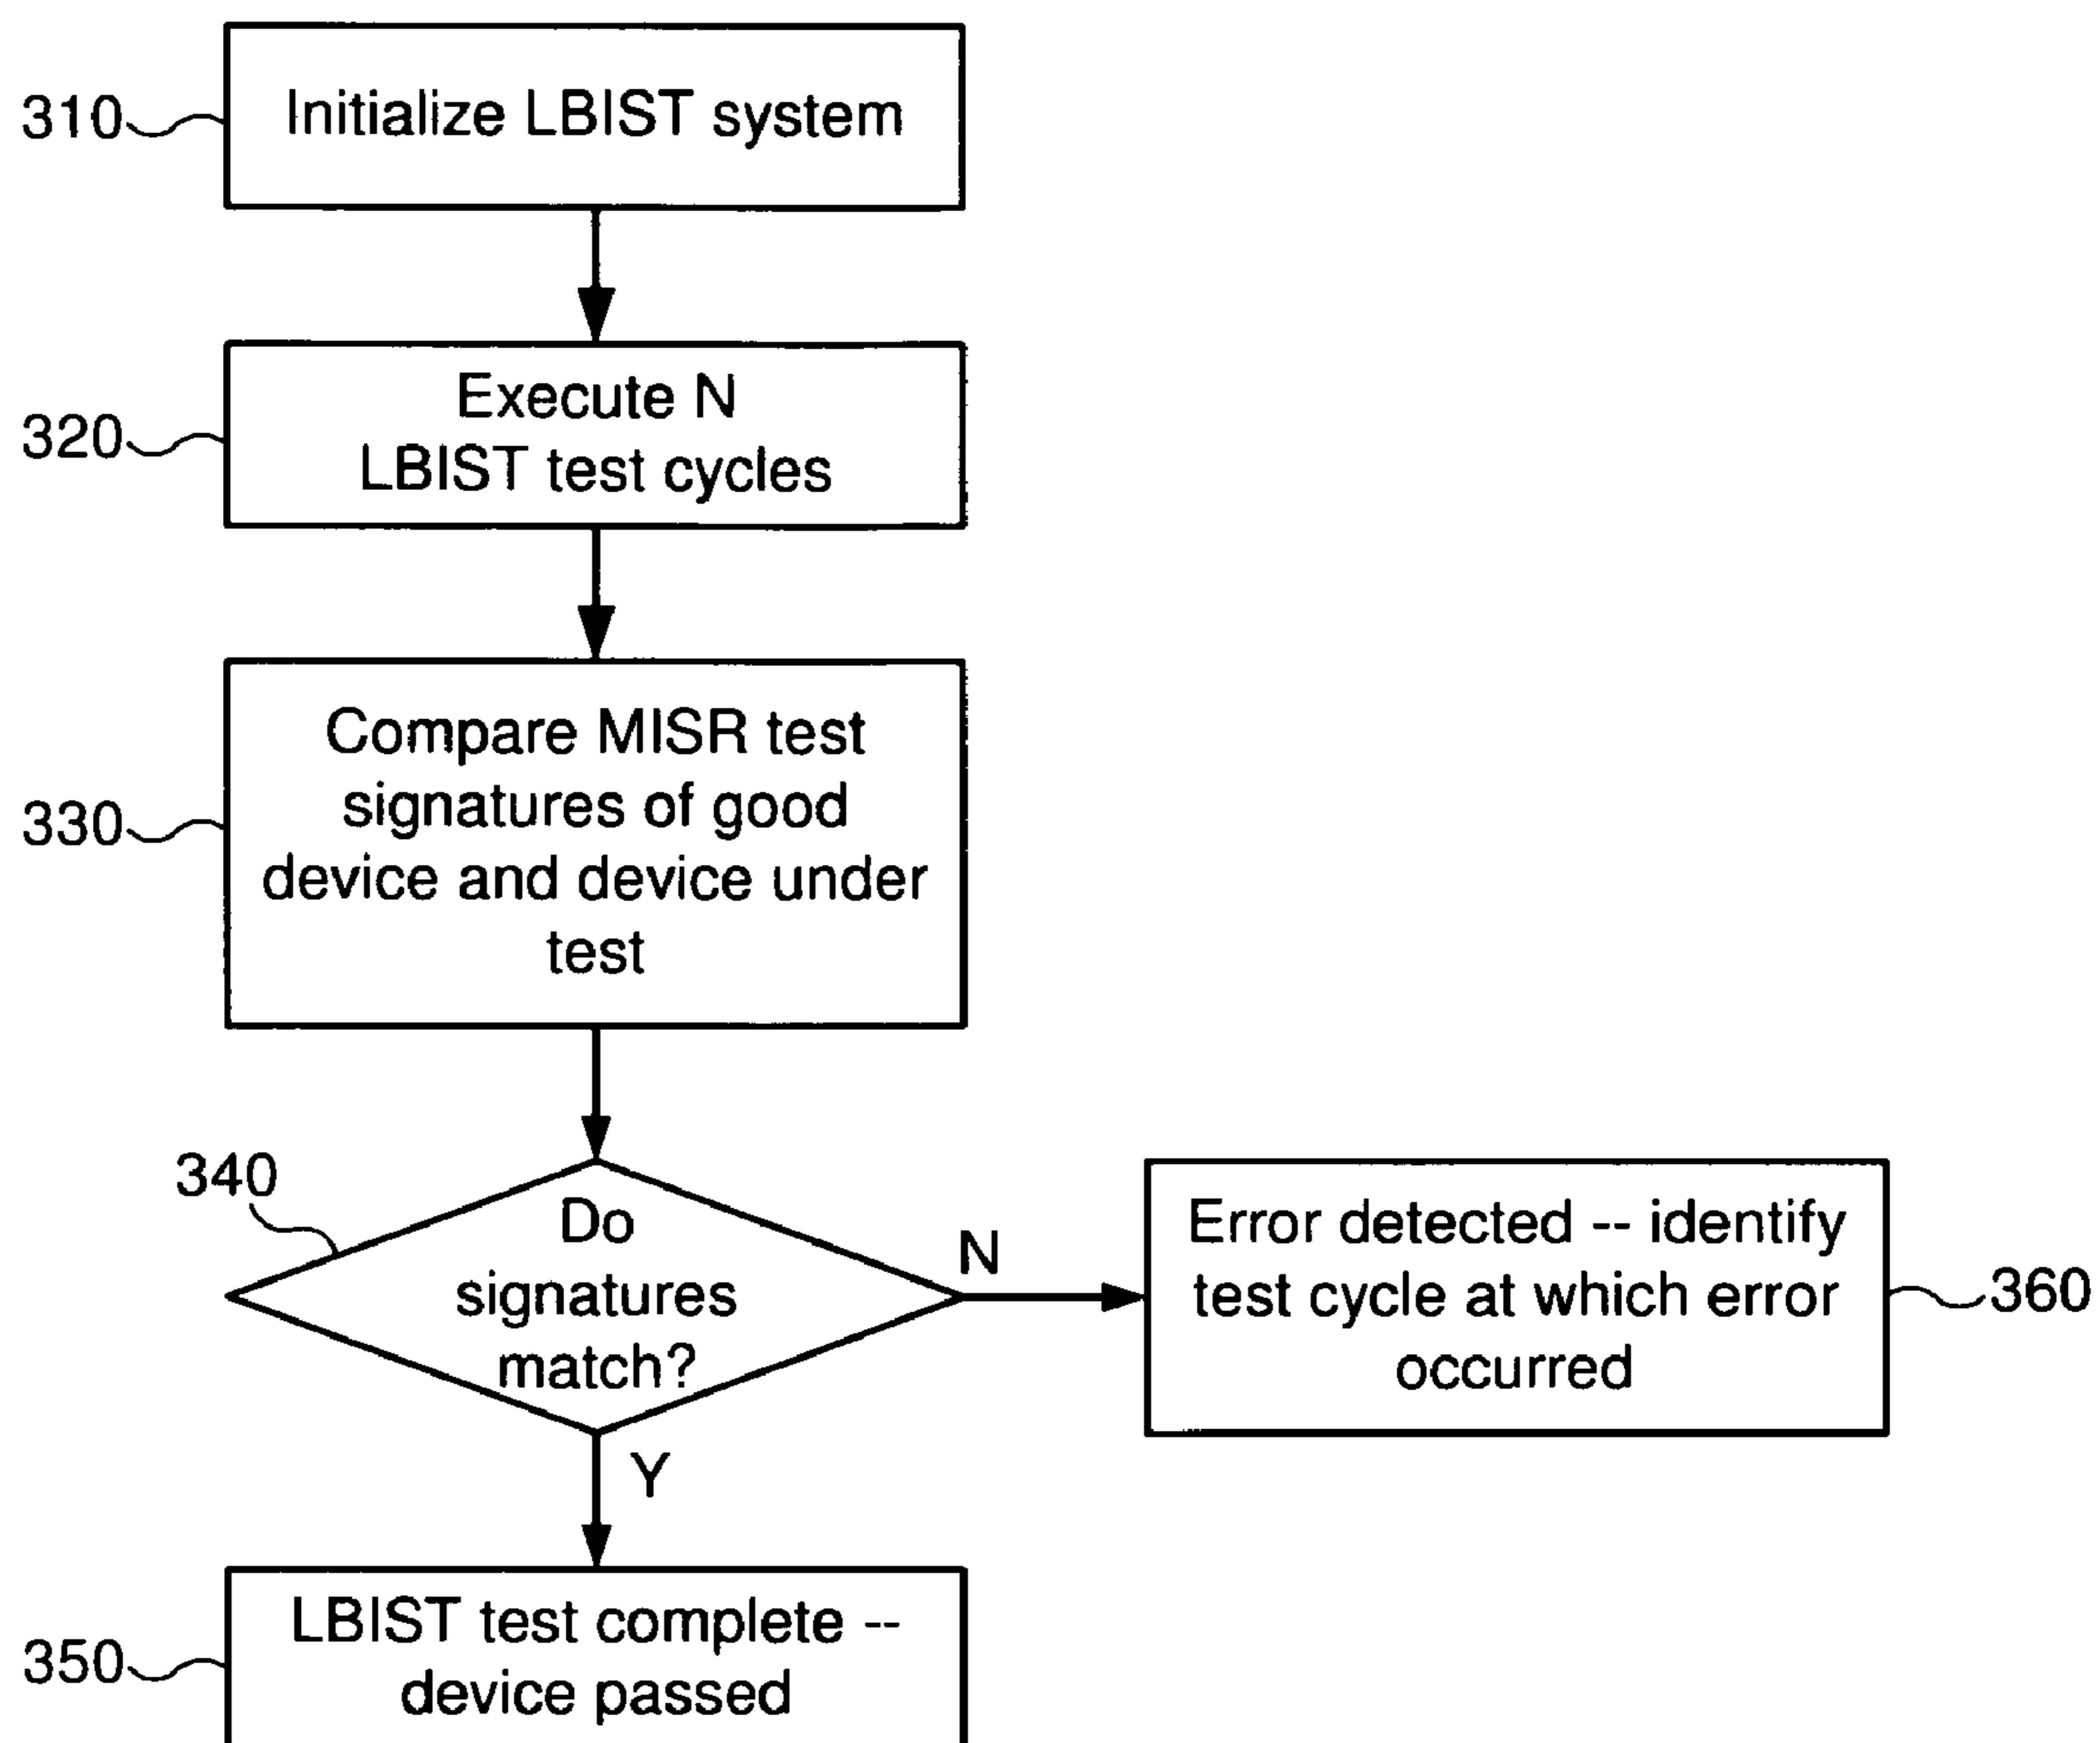 310
Initialize LBIST system
320
Execute N
LBIST test cycles
330
Compare MISR test
signatures of good
device and device under
test
340
Do
signatures
match?
N
Error detected -- identify
test cycle at which error
occurred
360
Y
350
LBIST test complete --
device passed